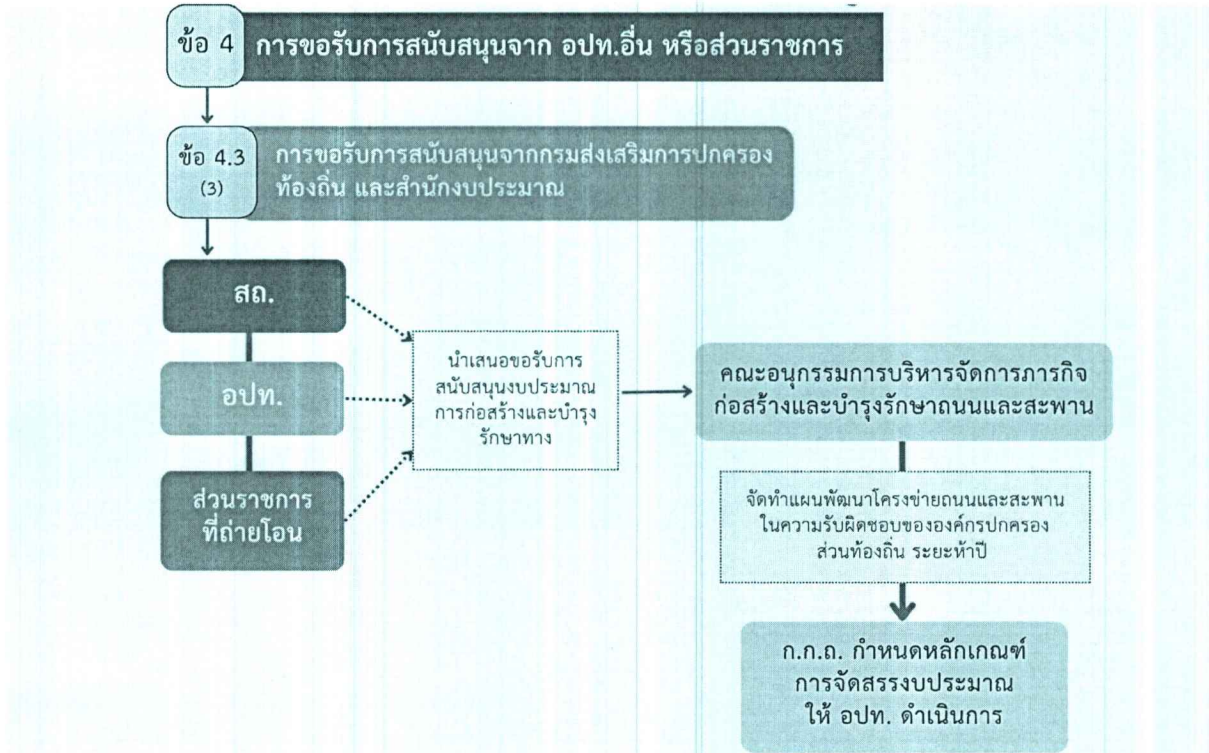 ข้อ 4
การขอรับการสนับสนุนจาก อปท.อื่น หรือส่วนราชการ
ข้อ 4.3
(3)
การขอรับการสนับสนุนจากกรมส่งเสริมการปกครอง
ท้องถิ่น และสำนักงบประมาณ
สถ.
อปท.
ส่วนราชการ
ที่ถ่ายโอน
นำเสนอขอรับการ
สนับสนุนงบประมาณ
การก่อสร้างและบำรุง
รักษาทาง
คณะอนุกรรมการบริหารจัดการภารกิจ
ก่อสร้างและบำรุงรักษาถนนและสะพาน
จัดทำแผนพัฒนาโครงข่ายถนนและสะพาน
ในความรับผิดชอบขององค์กรปกครอง
ส่วนท้องถิ่น ระยะห้าปี
ก.ก.ถ. กำหนดหลักเกณฑ์
การจัดสรรงบประมาณ
ให้ อปท. ดำเนินการ